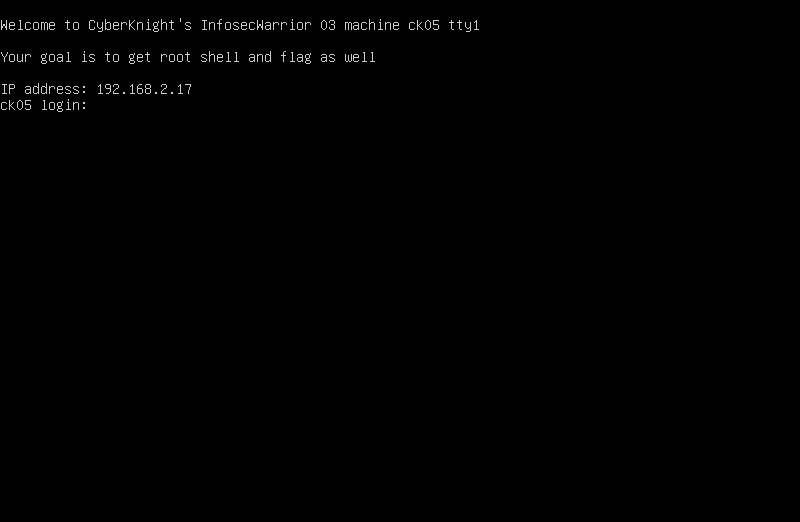 Welcome to CyberKnight's InfosecWarrior 03 machine ck05 tty1
Your goal is to get root shell and flag as well
IP address: 192.168.2.17
ck05 login: